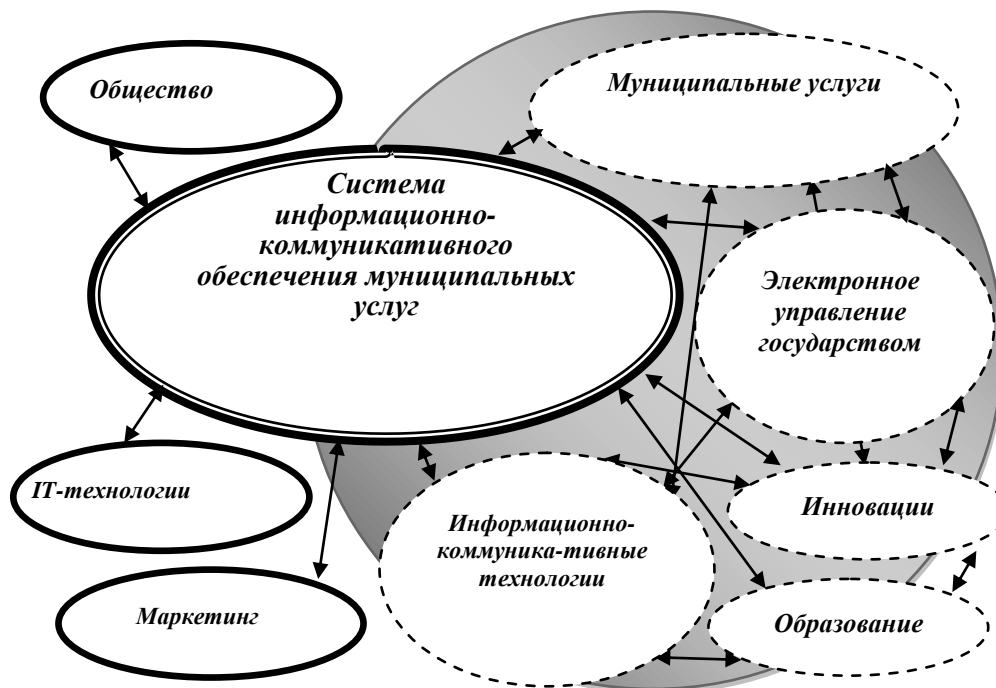 Общество
Муниципальные услуги
Система
информационно-
коммуникативного
обеспечения муниципальных
услуг
Электронное
управление
государством
IT-технологии
Информационно-
коммуника-тивные
технологии
Инновации
Маркетинг
Образование